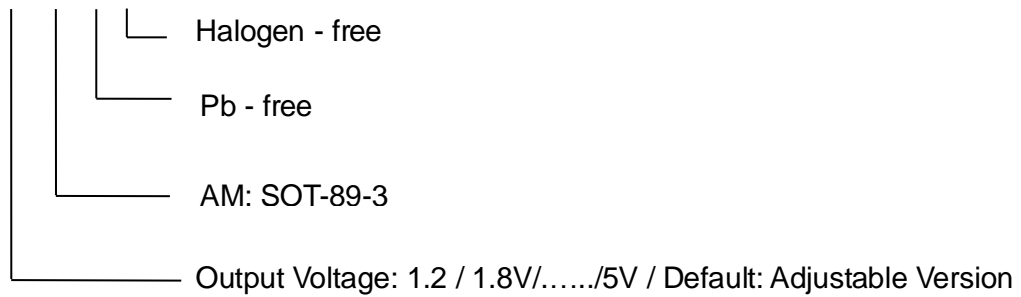 Halogen - free
Pb - free
AM: SOT-89-3
Output Voltage: 1.2 / 1.8V/....../5V / Default: Adjustable Version